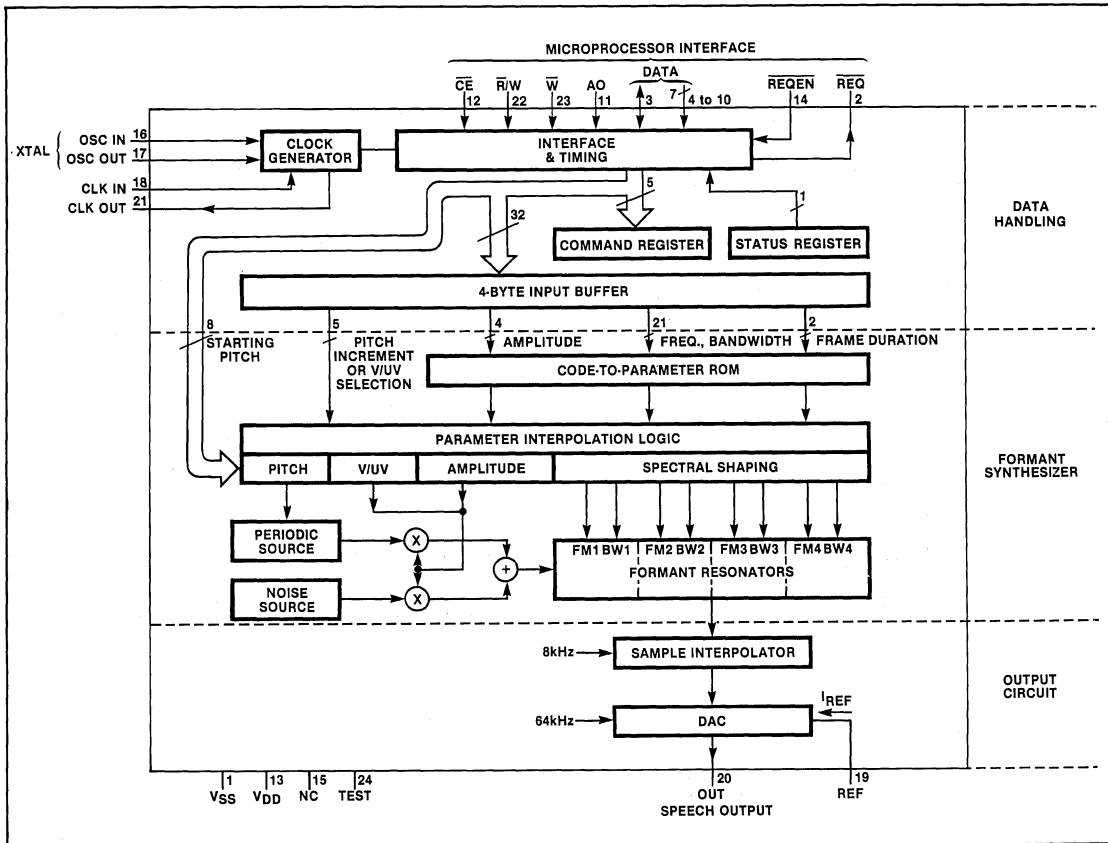 MICROPROCESSOR INTERFACE
DATA
CE R/W W AO 7 REQEN REQ
12 22 23 11 3 4 to 10 14 2
XTAL
OSC IN 16
OSC OUT 17
CLK IN 18
CLK OUT 21
CLOCK GENERATOR
INTERFACE & TIMING
5
1
32
COMMAND REGISTER
STATUS REGISTER
DATA HANDLING
4-BYTE INPUT BUFFER
8
STARTING PITCH
5
PITCH INCREMENT OR V/UV SELECTION
4
AMPLITUDE
21
FREQ., BANDWIDTH
2
FRAME DURATION
CODE-TO-PARAMETER ROM
PARAMETER INTERPOLATION LOGIC
PITCH V/UV AMPLITUDE SPECTRAL SHAPING
FORMANT SYNTHESIZER
PERIODIC SOURCE
X
NOISE SOURCE
X
+
FM1 BW1 FM2 BW2 FM3 BW3 FM4 BW4
FORMANT RESONATORS
8kHz
SAMPLE INTERPOLATOR
64kHz
DAC
IREF
OUTPUT CIRCUIT
1 13 15 24 20 19
VSS VDD NC TEST OUT REF
SPEECH OUTPUT